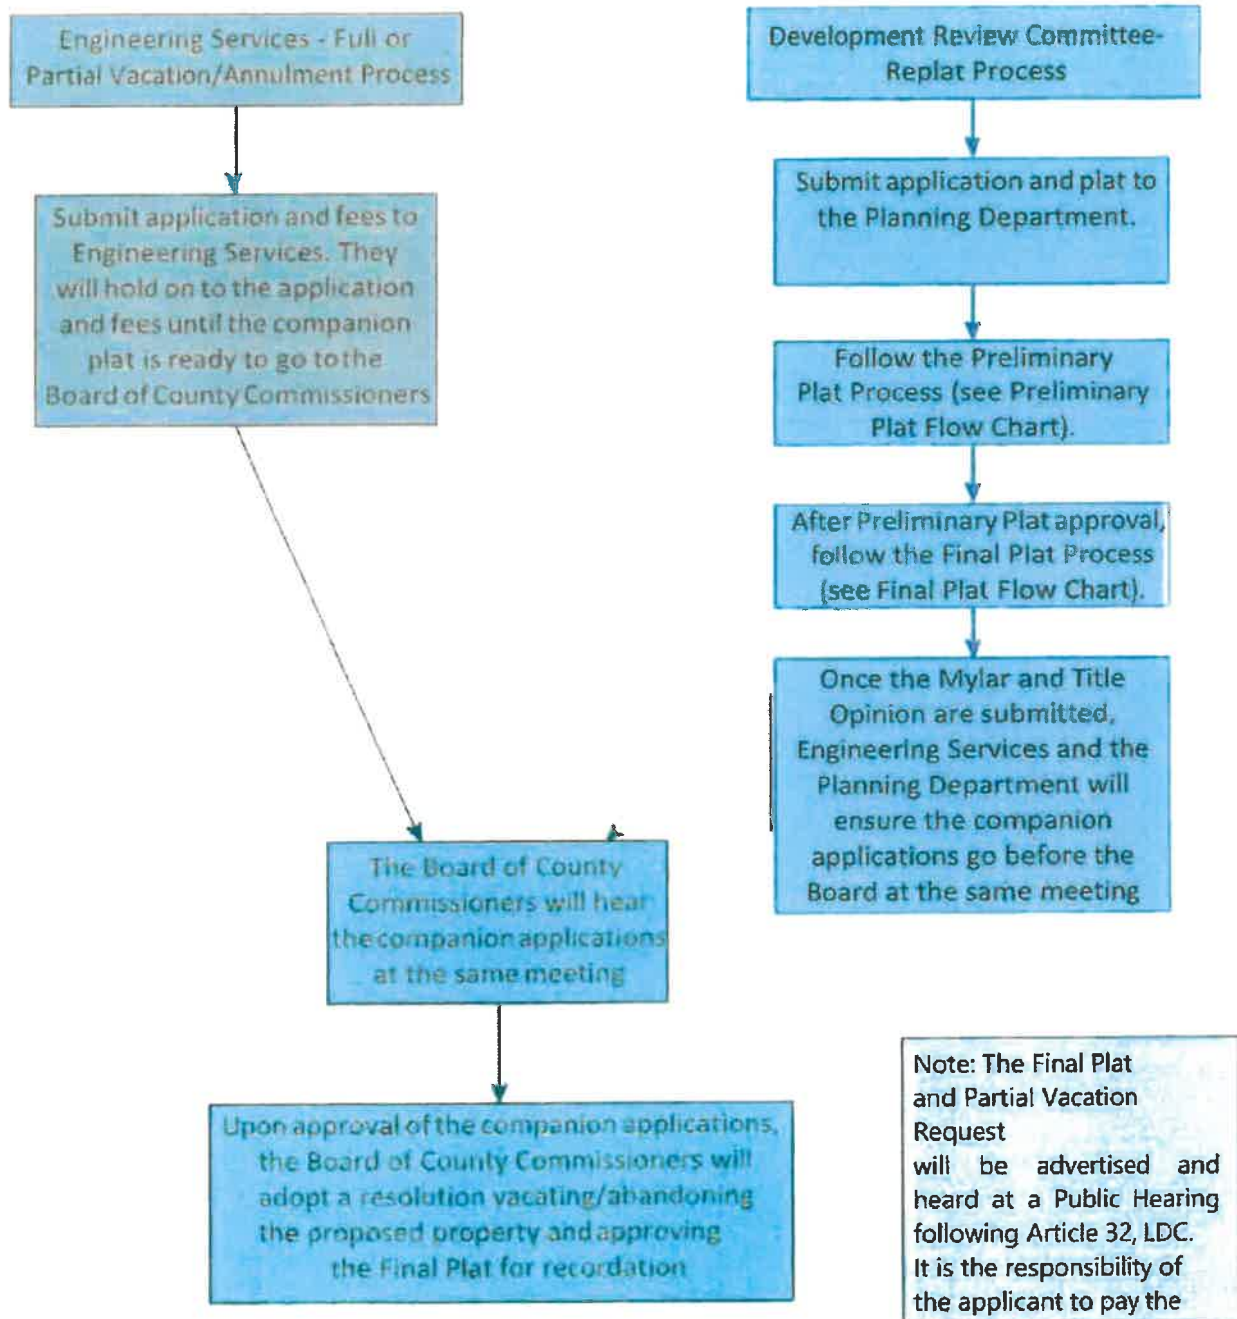 Engineering Services - Full or
Partial Vacation/Annulment Process
Submit application and fees to
Engineering Services. They
will hold on to the application
and fees until the companion
plat is ready to go to the
Board of County Commissioners
Development Review Committee-
Replat Process
Submit application and plat to
the Planning Department.
Follow the Preliminary
Plat Process (see Preliminary
Plat Flow Chart).
After Preliminary Plat approval,
follow the Final Plat Process
(see Final Plat Flow Chart).
Once the Mylar and Title
Opinion are submitted,
Engineering Services and the
Planning Department will
ensure the companion
applications go before the
Board at the same meeting
The Board of County
Commissioners will hear
the companion applications
at the same meeting
Upon approval of the companion applications,
the Board of County Commissioners will
adopt a resolution vacating/abandoning
the proposed property and approving
the Final Plat for recordation
Note: The Final Plat
and Partial Vacation
Request
will be advertised and
heard at a Public Hearing
following Article 32, LDC.
It is the responsibility of
the applicant to pay the